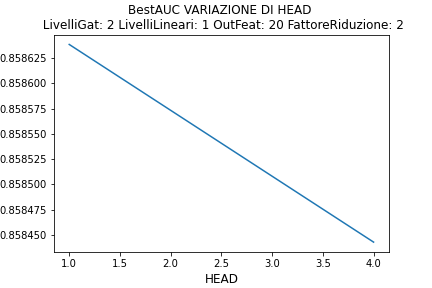 BestAUC VARIAZIONE DI HEAD
LivelliGat: 2 LivelliLineari: 1 OutFeat: 20 FattoreRiduzione: 2
0.858625
0.858600
0.858575
0.858550
0.858525
0.858500
0.858475
0.858450
1.0 1.5 2.0 2.5 3.0 3.5 4.0
HEAD